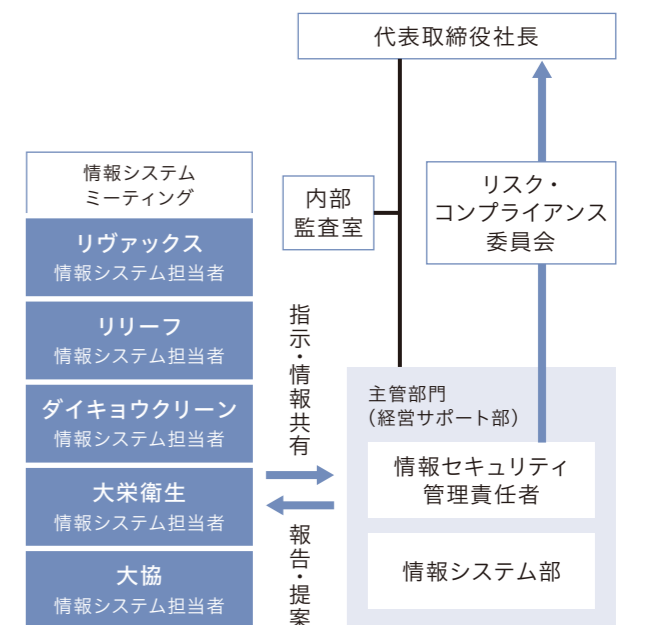 代表取締役社長
情報システム
ミーティング
内部
監査室
リスク・
コンプライアンス
委員会
リヴァックス
情報システム担当者
リリーフ
情報システム担当者
ダイキョウクリーン
情報システム担当者
大栄衛生
情報システム担当者
大協
情報システム担当者
指示・情報共有
報告・提案
主管部門
（経営サポート部）
情報セキュリティ
管理責任者
情報システム部